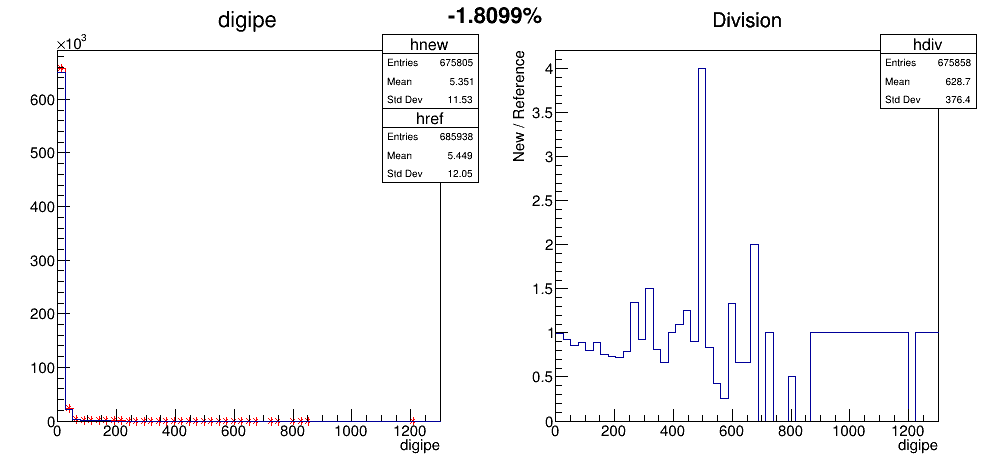 -1.8099%
digipe
×10³
hnew
Entries 675805
Mean 5.351
Std Dev 11.53
href
Entries 685938
Mean 5.449
Std Dev 12.05
600
500
400
300
200
100
0
0 200 400 600 800 1000 1200
digipe
Division
hdiv
Entries 675858
Mean 628.7
Std Dev 376.4
New / Reference
4
3.5
3
2.5
2
1.5
1
0.5
0
0 200 400 600 800 1000 1200
digipe